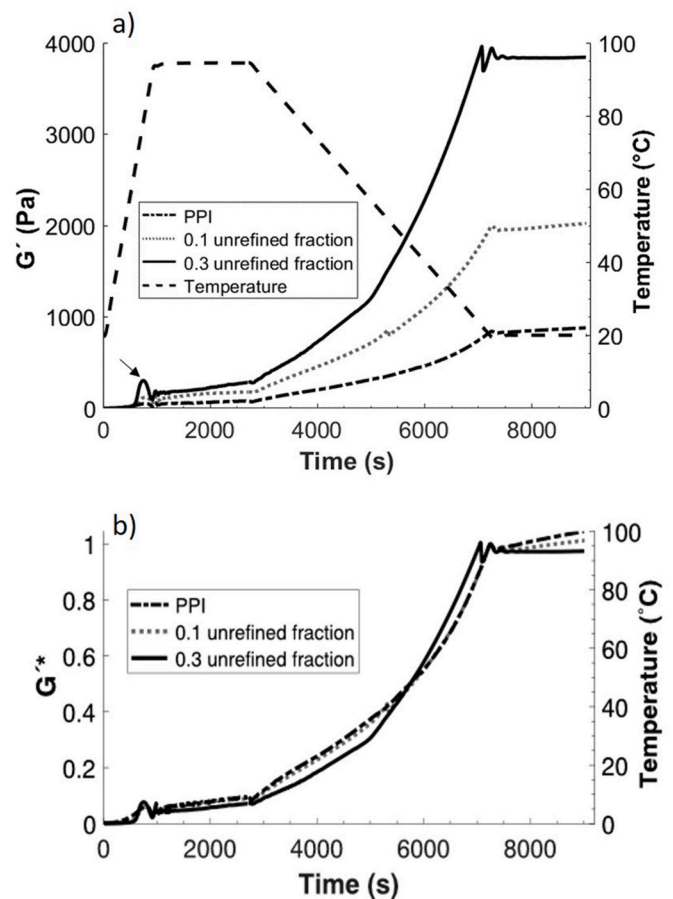 a)
4000
3000
2000
1000
0
G´ (Pa)
100
80
60
40
20
0
Temperature (°C)
PPI
0.1 unrefined fraction
0.3 unrefined fraction
Temperature
0 2000 4000 6000 8000
Time (s)
b)
1
0.8
0.6
0.4
0.2
0
G´*
100
80
60
40
20
0
Temperature (°C)
PPI
0.1 unrefined fraction
0.3 unrefined fraction
0 2000 4000 6000 8000
Time (s)